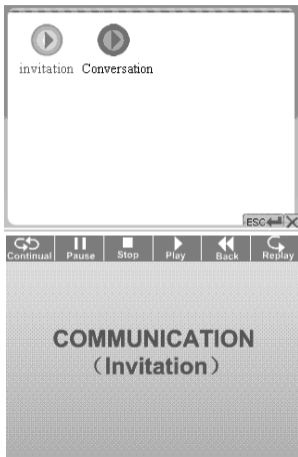 invitation Conversation
ESC
Continual Pause Stop Play Back Replay
COMMUNICATION
（Invitation）